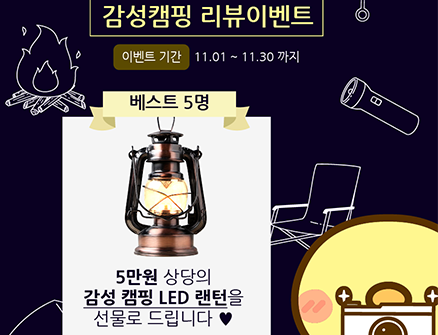 감성캠핑 리뷰이벤트
이벤트 기간 11.01 ~ 11.30 까지
베스트 5명
5만원 상당의
감성 캠핑 LED 랜턴을
선물로 드립니다 ♥